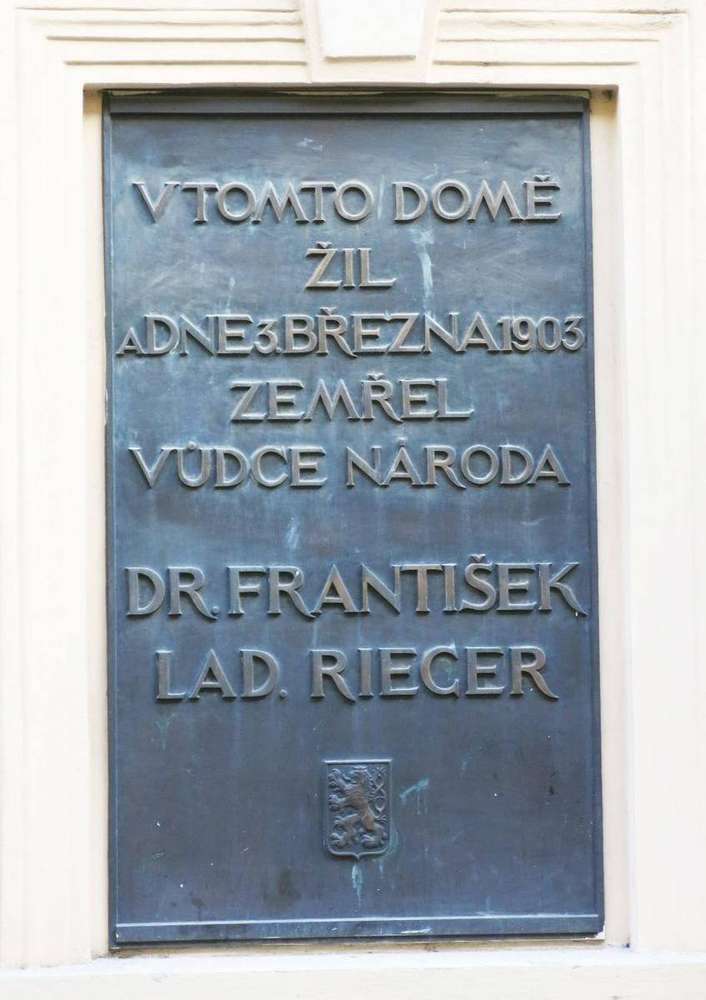 V TOMTO DOMĚ
ŽIL
A DNE 3. BŘEZNA 1903
ZEMŘEL
VŮDCE NÁRODA
DR. FRANTIŠEK
LAD. RIEGER